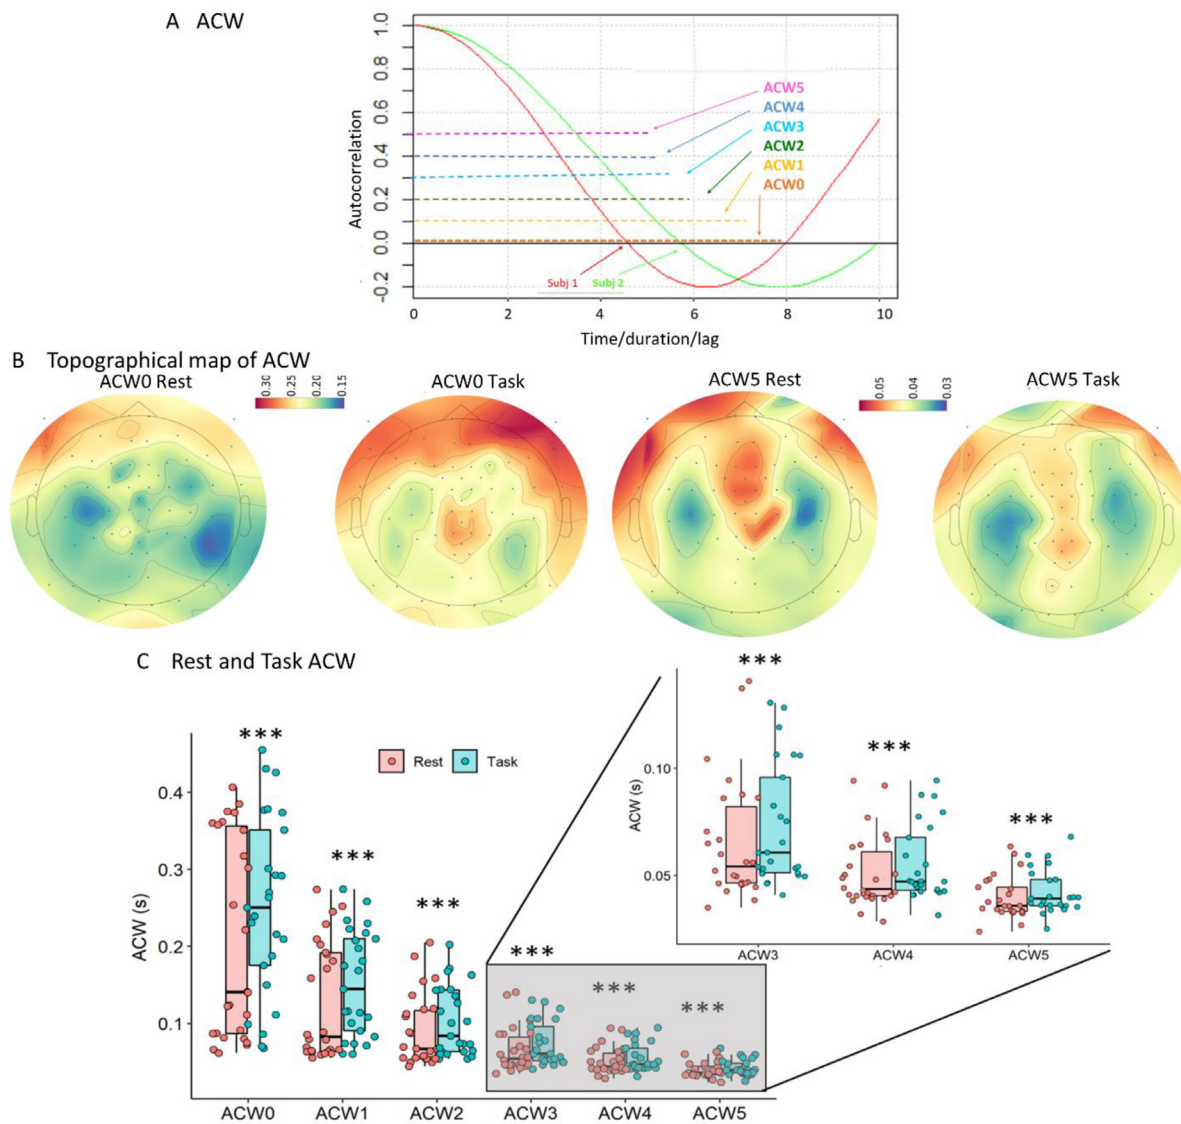 A ACW
1.0
0.8
0.6
0.4
0.2
0.0
-0.2
Autocorrelation
ACW5
ACW4
ACW3
ACW2
ACW1
ACW0
Subj 1 Subj 2
0 2 4 6 8 10
Time/duration/lag
B Topographical map of ACW
ACW0 Rest
0.30 0.25 0.20 0.15
ACW0 Task
ACW5 Rest
0.05 0.04 0.03
ACW5 Task
C Rest and Task ACW
***
***
***
***
***
***
Rest Task
0.4
0.3
0.2
0.1
ACW (s)
ACW0 ACW1 ACW2 ACW3 ACW4 ACW5
***
***
***
0.10
0.05
ACW (s)
ACW3 ACW4 ACW5